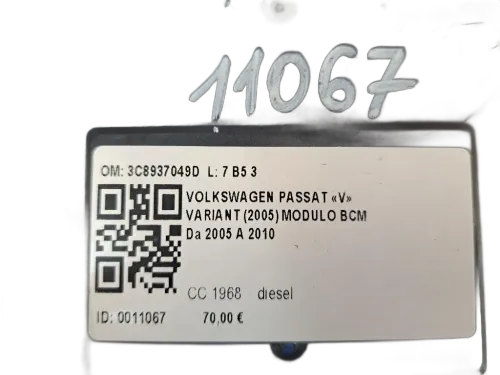 11067
OM: 3C8937049D L: 7 B5 3
VOLKSWAGEN PASSAT «V»
VARIANT (2005) MODULO BCM
Da 2005 A 2010
CC 1968 diesel
ID: 0011067 70,00 €